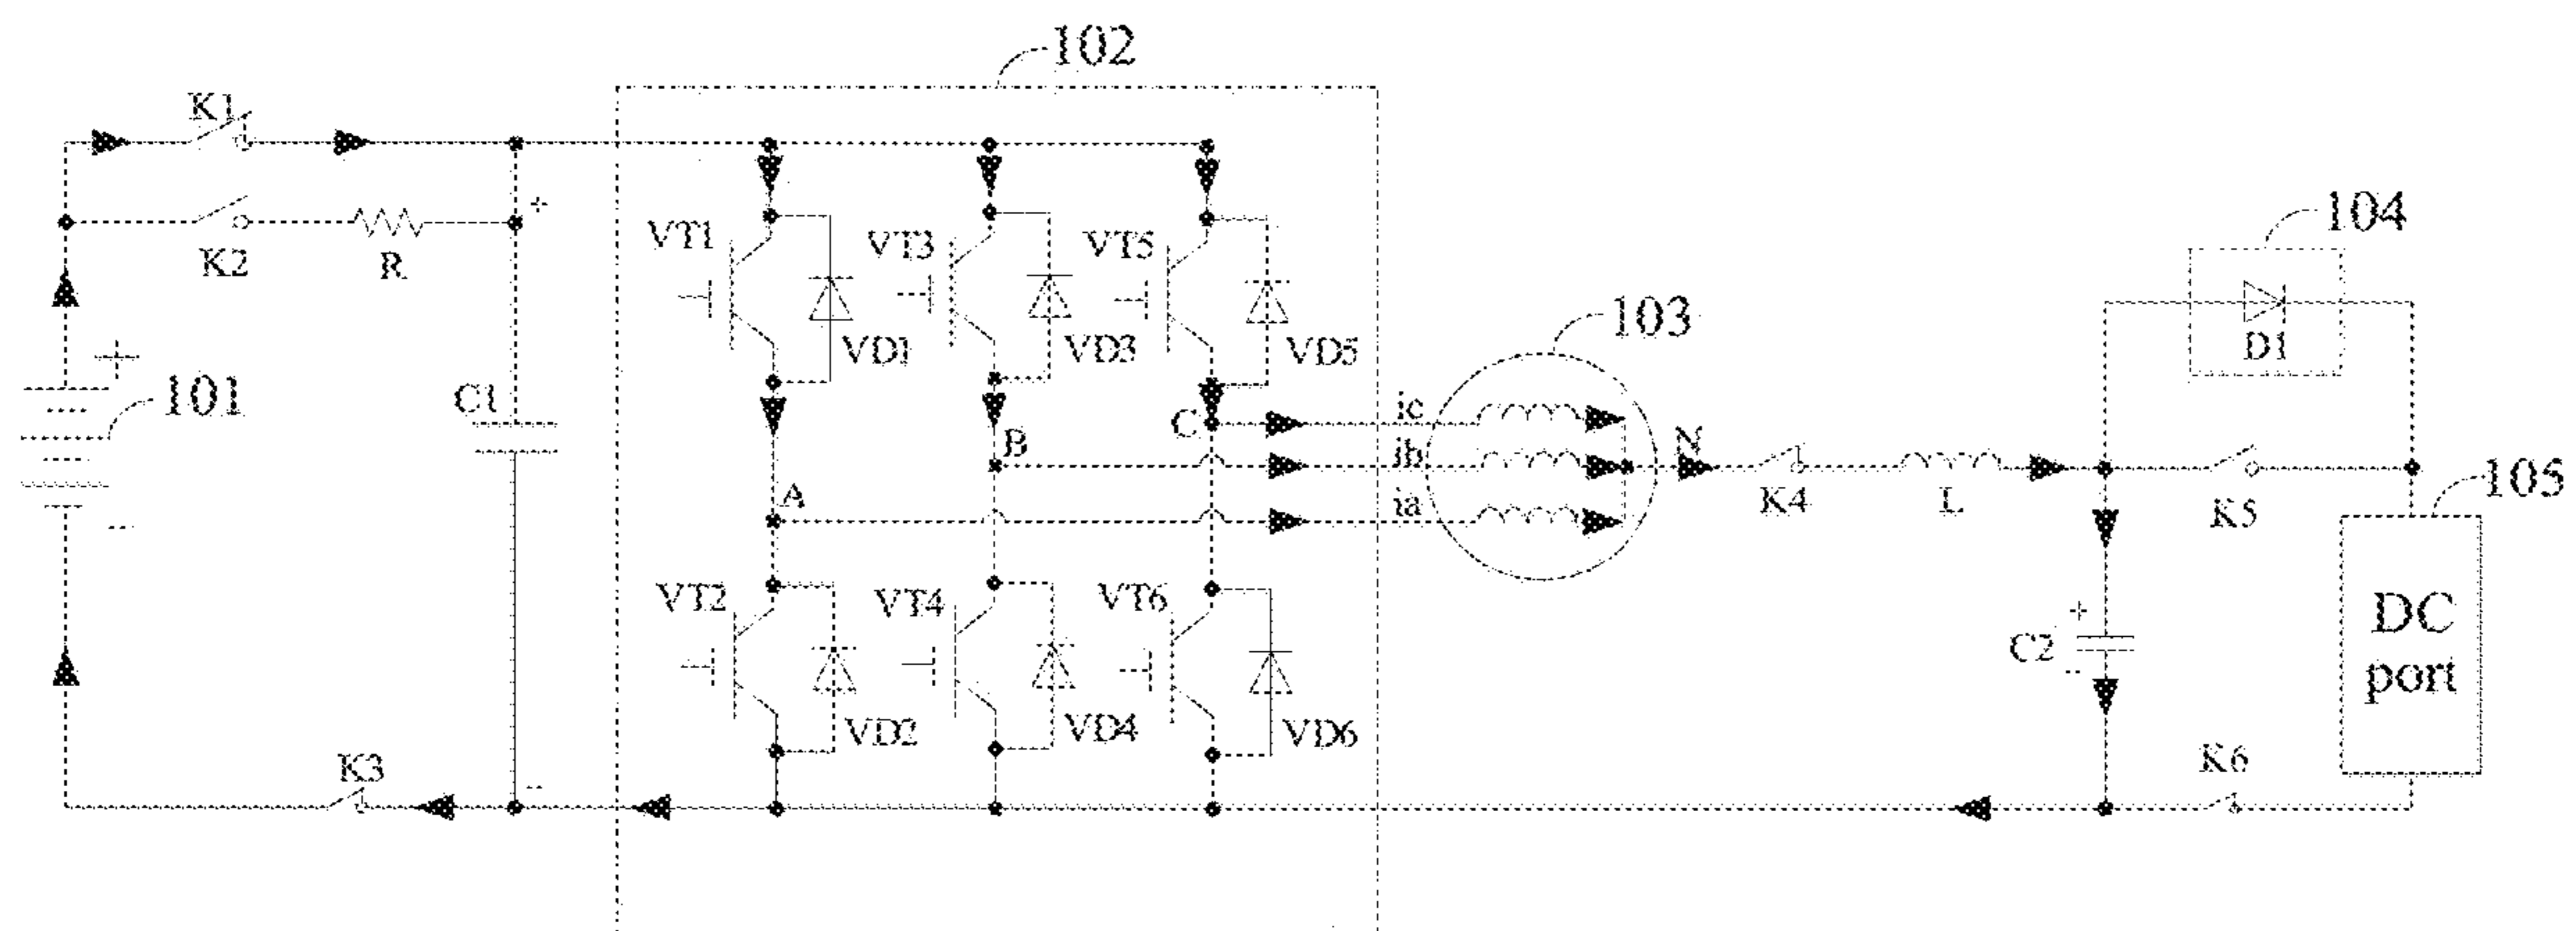 102
K1
104
VT1
VT3
VT5
K2
R
103
VD1
VD3
VD5
D1
+
101
C1
ic
C
B
ib
N
105
A
ia
K4
L
K5
VT2
VT4
VT6
DC
port
C2
VD2
VD4
VD6
K3
K6